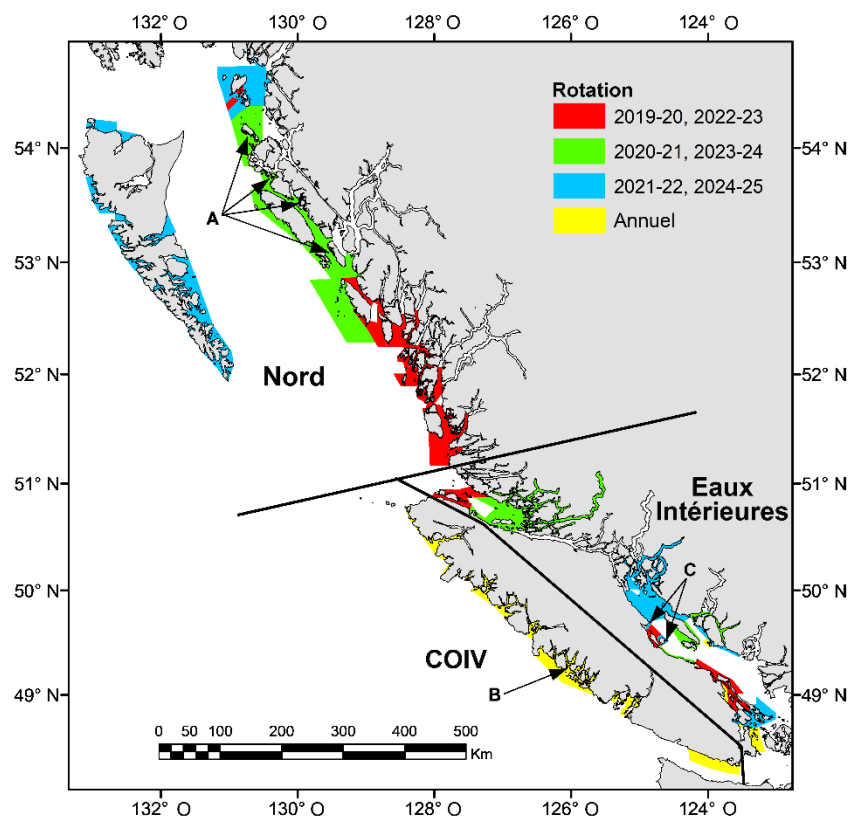 132° O 130° O 128° O 126° O 124° O
Rotation
2019-20, 2022-23
2020-21, 2023-24
2021-22, 2024-25
Annuel
54° N
53° N
52° N
51° N
50° N
49° N
54° N
53° N
52° N
51° N
50° N
49° N
A
Nord
Eaux
Intérieures
C
COIV
B
0 50 100 200 300 400 500
Km
132° O 130° O 128° O 126° O 124° O